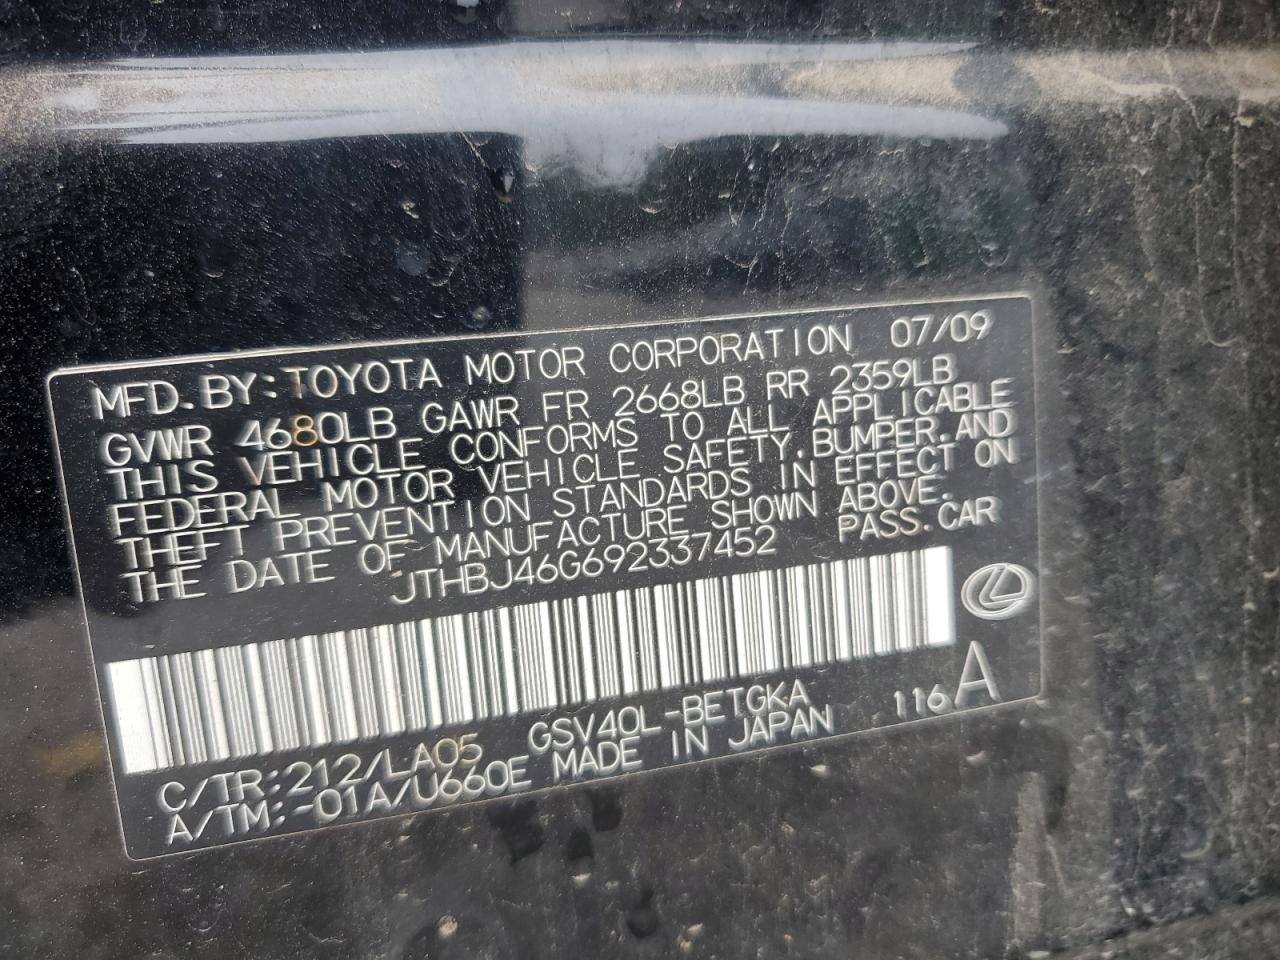 MFD. BY: TOYOTA MOTOR CORPORATION 07/09
GVWR 4680LB GAWR FR 2668LB RR 2359LB
THIS VEHICLE CONFORMS TO ALL APPLICABLE
FEDERAL MOTOR VEHICLE SAFETY, BUMPER, AND
THEFT PREVENTION STANDARDS IN EFFECT ON
THE DATE OF MANUFACTURE SHOWN ABOVE.
JTHBJ46G692337452 PASS. CAR
C/TR:212/LA05 GSV40L-BETGKA 116 A
A/TM:-01A/U660E MADE IN JAPAN